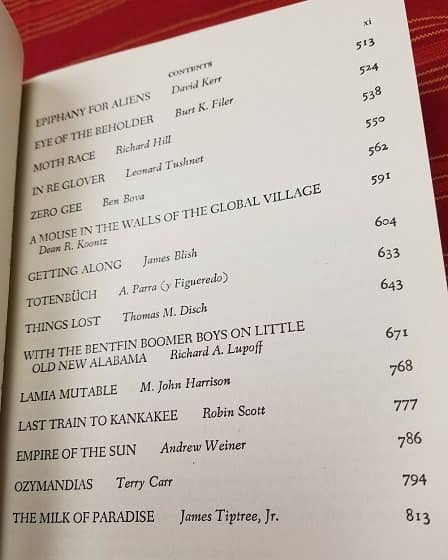 xi
CONTENTS
EPIPHANY FOR ALIENS David Kerr 513
EYE OF THE BEHOLDER Burt K. Filer 524
MOTH RACE Richard Hill 538
IN RE GLOVER Leonard Tushnet 550
ZERO GEE Ben Bova 562
A MOUSE IN THE WALLS OF THE GLOBAL VILLAGE
Dean R. Koontz 591
GETTING ALONG James Blish 604
TOTENBÜCH A. Parra (y Figueredo) 633
THINGS LOST Thomas M. Disch 643
WITH THE BENTFIN BOOMER BOYS ON LITTLE
OLD NEW ALABAMA Richard A. Lupoff 671
LAMIA MUTABLE M. John Harrison 768
LAST TRAIN TO KANKAKEE Robin Scott 777
EMPIRE OF THE SUN Andrew Weiner 786
OZYMANDIAS Terry Carr 794
THE MILK OF PARADISE James Tiptree, Jr. 813